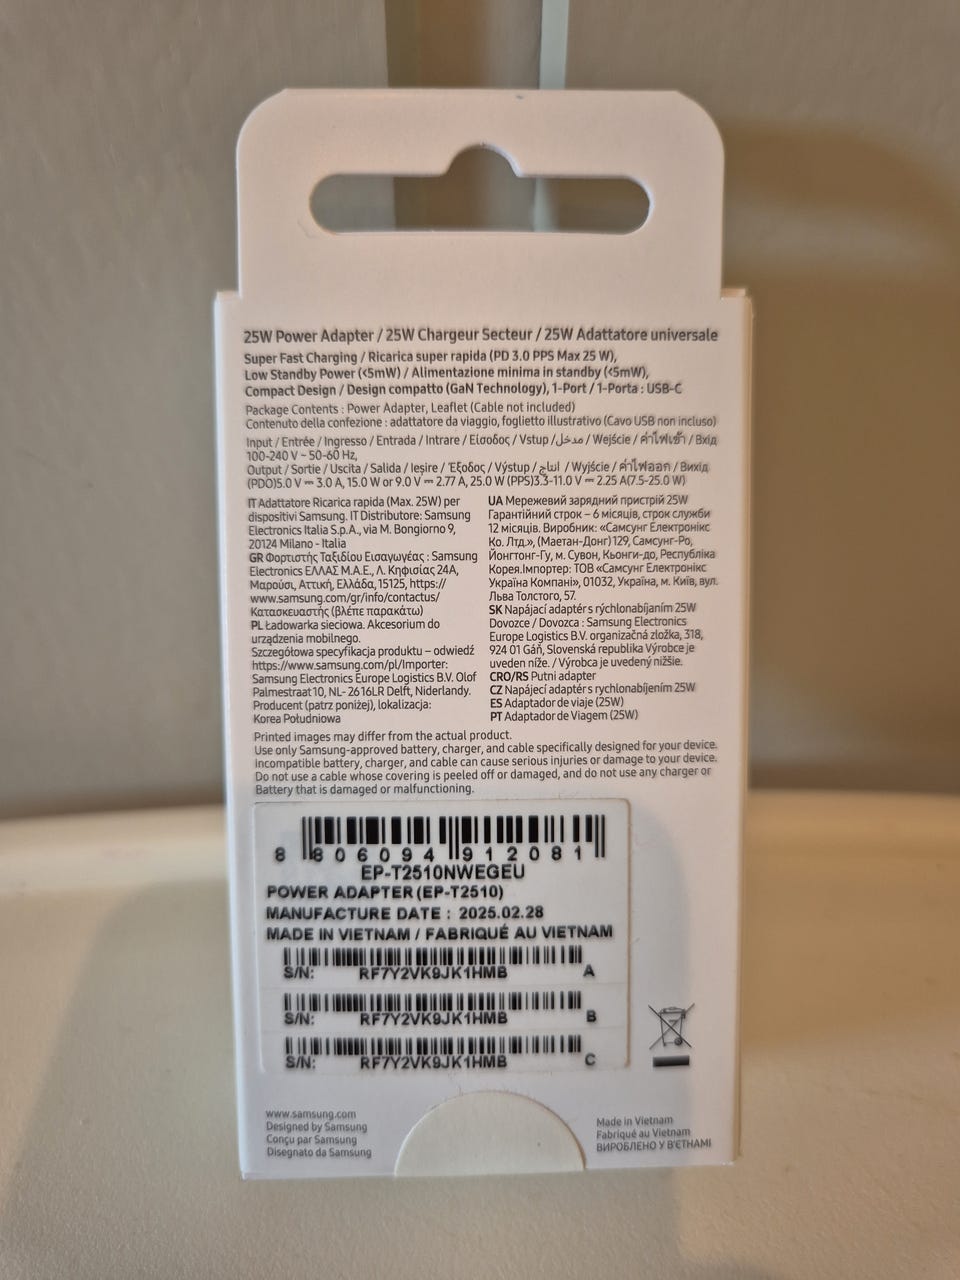 25W Power Adapter / 25W Chargeur Secteur / 25W Adattatore universale
Super Fast Charging / Ricarica super rapida (PD 3.0 PPS Max 25 W),
Low Standby Power (<5mW) / Alimentazione minima in standby (<5mW),
Compact Design / Design compatto (GaN Technology), 1-Port / 1-Porta : USB-C
Package Contents : Power Adapter, Leaflet (Cable not included)
Contenuto della confezione : adattatore da viaggio, foglietto illustrativo (Cavo USB non incluso)
Input / Entrée / Ingresso / Entrada / Intrare / Είσοδος / Vstup / مدخل / Wejście / ค่าไฟเข้า / Вхід
100-240 V ~ 50-60 Hz,
Output / Sortie / Uscita / Salida / Ieşire / Έξοδος / Výstup / إنتاج / Wyjście / ค่าไฟออก / Вихід
(PDO)5.0 V ⎓ 3.0 A, 15.0 W or 9.0 V ⎓ 2.77 A, 25.0 W (PPS)3.3-11.0 V ⎓ 2.25 A(7.5-25.0 W)
IT Adattatore Ricarica rapida (Max. 25W) per
dispositivi Samsung. IT Distributore: Samsung
Electronics Italia S.p.A., via M. Bongiorno 9,
20124 Milano - Italia
GR Φορτιστής Ταξιδίου Εισαγωγέας : Samsung
Electronics ΕΛΛΑΣ Μ.Α.Ε., Λ. Κηφισίας 24Α,
Μαρούσι, Αττική, Ελλάδα, 15125, https://
www.samsung.com/gr/info/contactus/
Κατασκευαστής (βλέπε παρακάτω)
PL Ładowarka sieciowa. Akcesorium do
urządzenia mobilnego.
Szczegółowa specyfikacja produktu – odwiedź
https://www.samsung.com/pl/Importer:
Samsung Electronics Europe Logistics B.V. Olof
Palmestraat 10, NL- 2616LR Delft, Niderlandy.
Producent (patrz poniżej), lokalizacja:
Korea Południowa
UA Мережевий зарядний пристрій 25W
Гарантійний строк – 6 місяців, строк служби
12 місяців. Виробник: «Самсунг Електронікс
Ко. Лтд.», (Маетан-Донг) 129, Самсунг-Ро,
Йонгтонг-Гу, м. Сувон, Кьонги-до, Республіка
Корея.Імпортер: ТОВ «Самсунг Електронікс
Україна Компані», 01032, Україна, м. Київ, вул.
Льва Толстого, 57.
SK Napájací adaptér s rýchlonabíjaním 25W
Dovozce / Dovozca : Samsung Electronics
Europe Logistics B.V. organizačná zložka, 318,
924 01 Gáň, Slovenská republika Výrobce je
uveden níže. / Výrobca je uvedený nižšie.
CRO/RS Putni adapter
CZ Napájecí adaptér s rychlonabíjením 25W
ES Adaptador de viaje (25W)
PT Adaptador de Viagem (25W)
Printed images may differ from the actual product.
Use only Samsung-approved battery, charger, and cable specifically designed for your device.
Incompatible battery, charger, and cable can cause serious injuries or damage to your device.
Do not use a cable whose covering is peeled off or damaged, and do not use any charger or
Battery that is damaged or malfunctioning.
8 806094 912081
EP-T2510NWEGEU
POWER ADAPTER (EP-T2510)
MANUFACTURE DATE : 2025.02.28
MADE IN VIETNAM / FABRIQUÉ AU VIETNAM
S/N: RF7Y2VK9JK1HMB A
S/N: RF7Y2VK9JK1HMB B
S/N: RF7Y2VK9JK1HMB C
www.samsung.com
Designed by Samsung
Conçu par Samsung
Disegnato da Samsung
Made in Vietnam
Fabriqué au Vietnam
ВИРОБЛЕНО У В'ЄТНАМІ